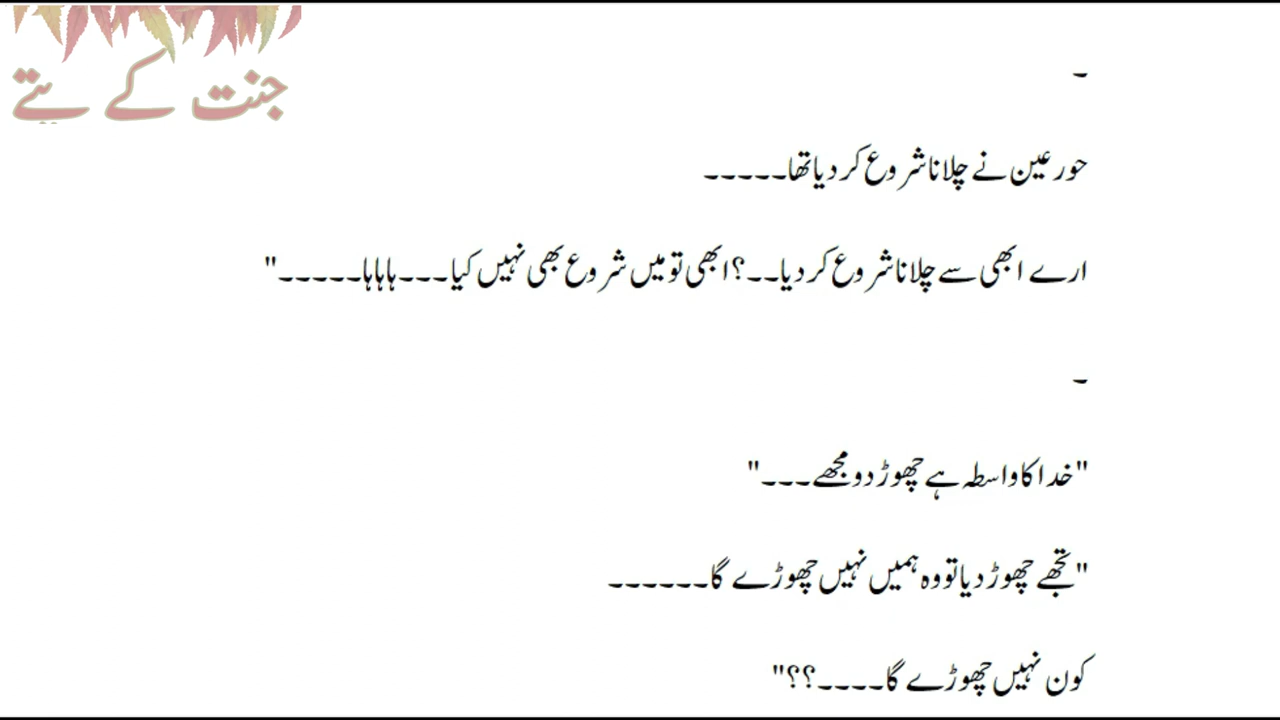 جنت کے پتے
۔
حور عین نے چلانا شروع کر دیا تھا۔۔۔۔۔
ارے ابھی سے چلانا شروع کر دیا۔۔؟ ابھی تو میں شروع بھی نہیں کیا۔۔۔ہاہاہا۔۔۔۔۔"
۔
"خدا کا واسطہ ہے چھوڑ دو مجھے۔۔۔"
"تجھے چھوڑ دیا تو وہ ہمیں نہیں چھوڑے گا۔۔۔۔۔۔
کون نہیں چھوڑے گا۔۔۔۔؟؟"